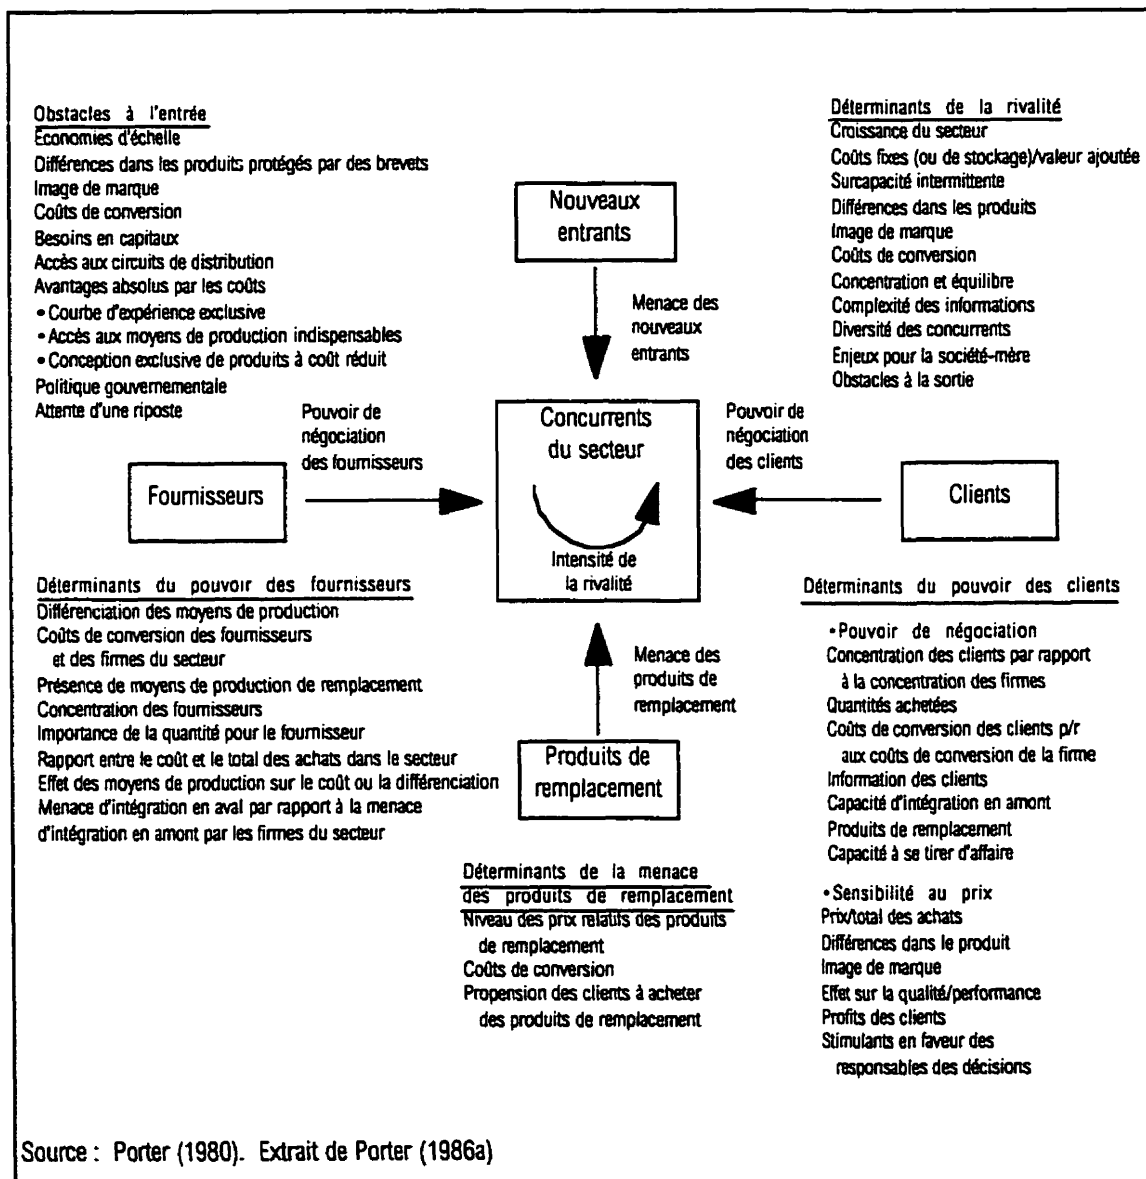 Obstacles à l'entrée
Économies d'échelle
Différences dans les produits protégés par des brevets
Image de marque
Coûts de conversion
Besoins en capitaux
Accès aux circuits de distribution
Avantages absolus par les coûts
• Courbe d'expérience exclusive
• Accès aux moyens de production indispensables
• Conception exclusive de produits à coût réduit
Politique gouvernementale
Attente d'une riposte
Nouveaux
entrants
Menace des
nouveaux
entrants
Déterminants de la rivalité
Croissance du secteur
Coûts fixes (ou de stockage)/valeur ajoutée
Surcapacité intermittente
Différences dans les produits
Image de marque
Coûts de conversion
Concentration et équilibre
Complexité des informations
Diversité des concurrents
Enjeux pour la société-mère
Obstacles à la sortie
Pouvoir de
négociation
des fournisseurs
Fournisseurs
Concurrents
du secteur
Intensité de
la rivalité
Pouvoir de
négociation
des clients
Clients
Déterminants du pouvoir des fournisseurs
Différenciation des moyens de production
Coûts de conversion des fournisseurs
et des firmes du secteur
Présence de moyens de production de remplacement
Concentration des fournisseurs
Importance de la quantité pour le fournisseur
Rapport entre le coût et le total des achats dans le secteur
Effet des moyens de production sur le coût ou la différenciation
Menace d'intégration en aval par rapport à la menace
d'intégration en amont par les firmes du secteur
Menace des
produits de
remplacement
Produits de
remplacement
Déterminants de la menace
des produits de remplacement
Niveau des prix relatifs des produits
de remplacement
Coûts de conversion
Propension des clients à acheter
des produits de remplacement
Déterminants du pouvoir des clients
• Pouvoir de négociation
Concentration des clients par rapport
à la concentration des firmes
Quantités achetées
Coûts de conversion des clients p/r
aux coûts de conversion de la firme
Information des clients
Capacité d'intégration en amont
Produits de remplacement
Capacité à se tirer d'affaire
• Sensibilité au prix
Prix/total des achats
Différences dans le produit
Image de marque
Effet sur la qualité/performance
Profits des clients
Stimulants en faveur des
responsables des décisions
Source : Porter (1980). Extrait de Porter (1986a)